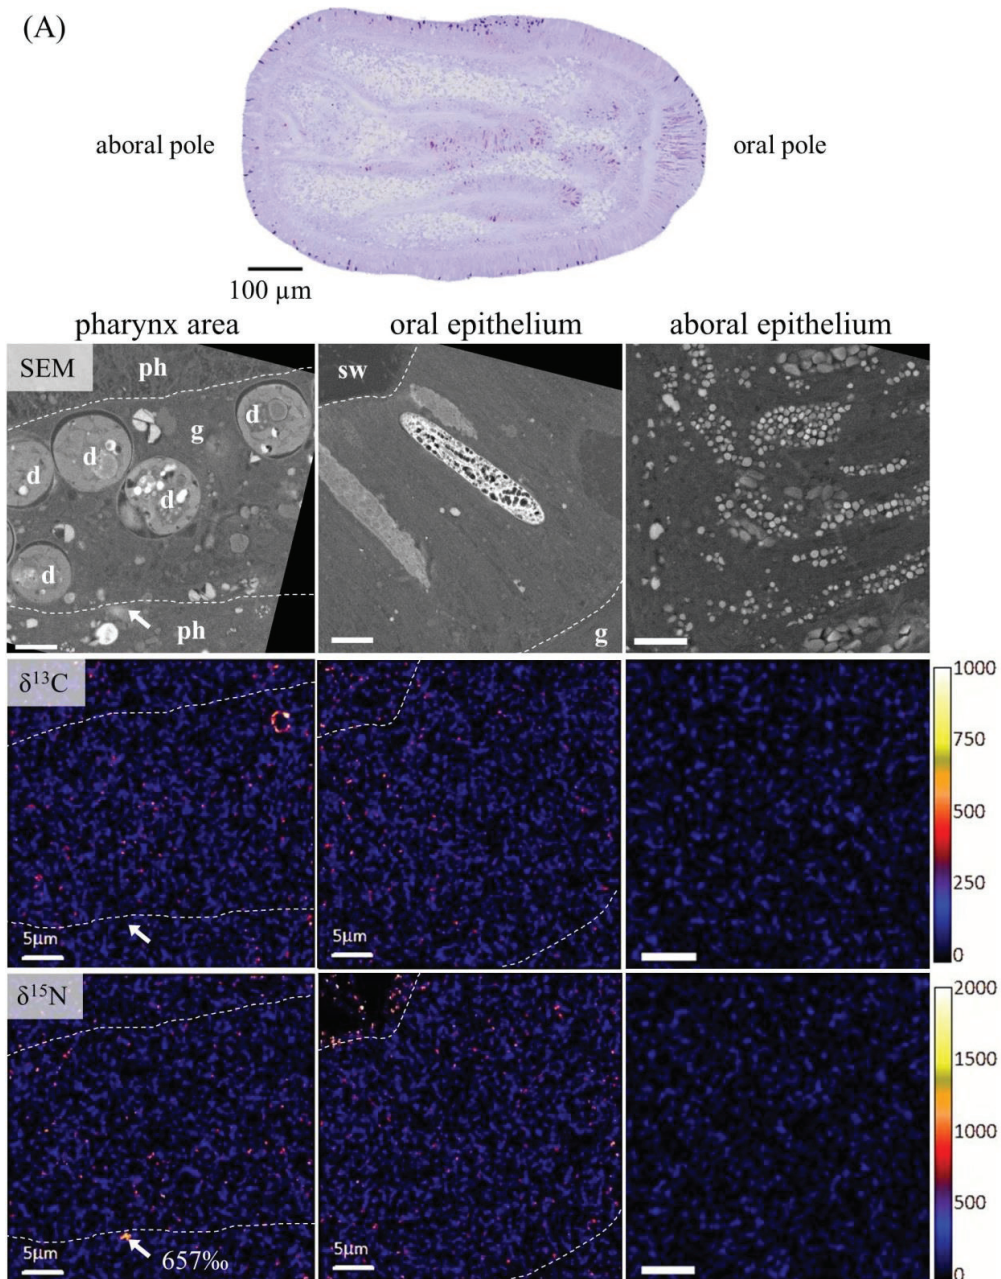 (A)
aboral pole
oral pole
100 µm
pharynx area
oral epithelium
aboral epithelium
SEM
ph
sw
d
g
d
d
d
d
ph
g
δ13C
1000
750
500
250
0
5µm
5µm
δ15N
2000
1500
1000
500
0
5µm
657‰
5µm